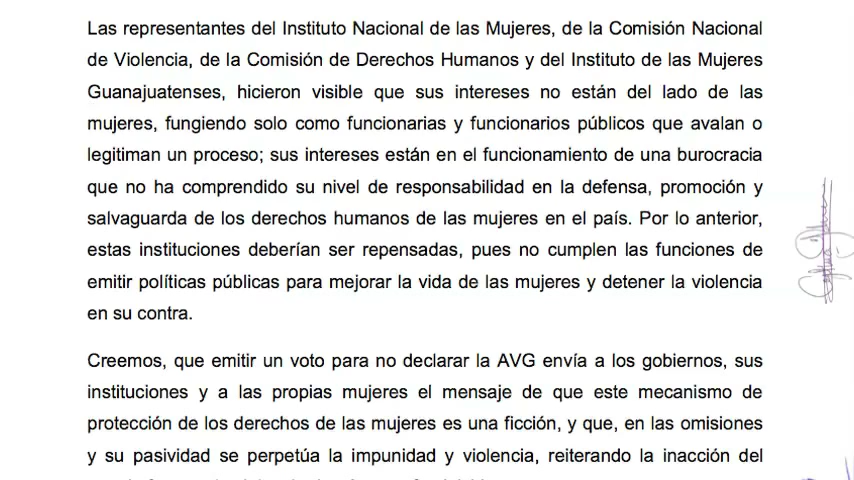 Las representantes del Instituto Nacional de las Mujeres, de la Comisión Nacional
de Violencia, de la Comisión de Derechos Humanos y del Instituto de las Mujeres
Guanajuatenses, hicieron visible que sus intereses no están del lado de las
mujeres, fungiendo solo como funcionarias y funcionarios públicos que avalan o
legitiman un proceso; sus intereses están en el funcionamiento de una burocracia
que no ha comprendido su nivel de responsabilidad en la defensa, promoción y
salvaguarda de los derechos humanos de las mujeres en el país. Por lo anterior,
estas instituciones deberían ser repensadas, pues no cumplen las funciones de
emitir políticas públicas para mejorar la vida de las mujeres y detener la violencia
en su contra.
Creemos, que emitir un voto para no declarar la AVG envía a los gobiernos, sus
instituciones y a las propias mujeres el mensaje de que este mecanismo de
protección de los derechos de las mujeres es una ficción, y que, en las omisiones
y su pasividad se perpetúa la impunidad y violencia, reiterando la inacción del